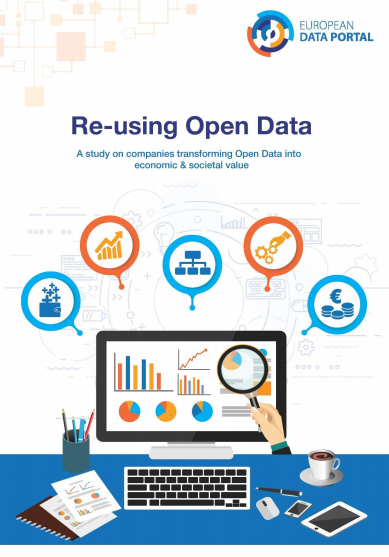 EUROPEAN
DATA PORTAL
Re-using Open Data
A study on companies transforming Open Data into
economic & societal value
€